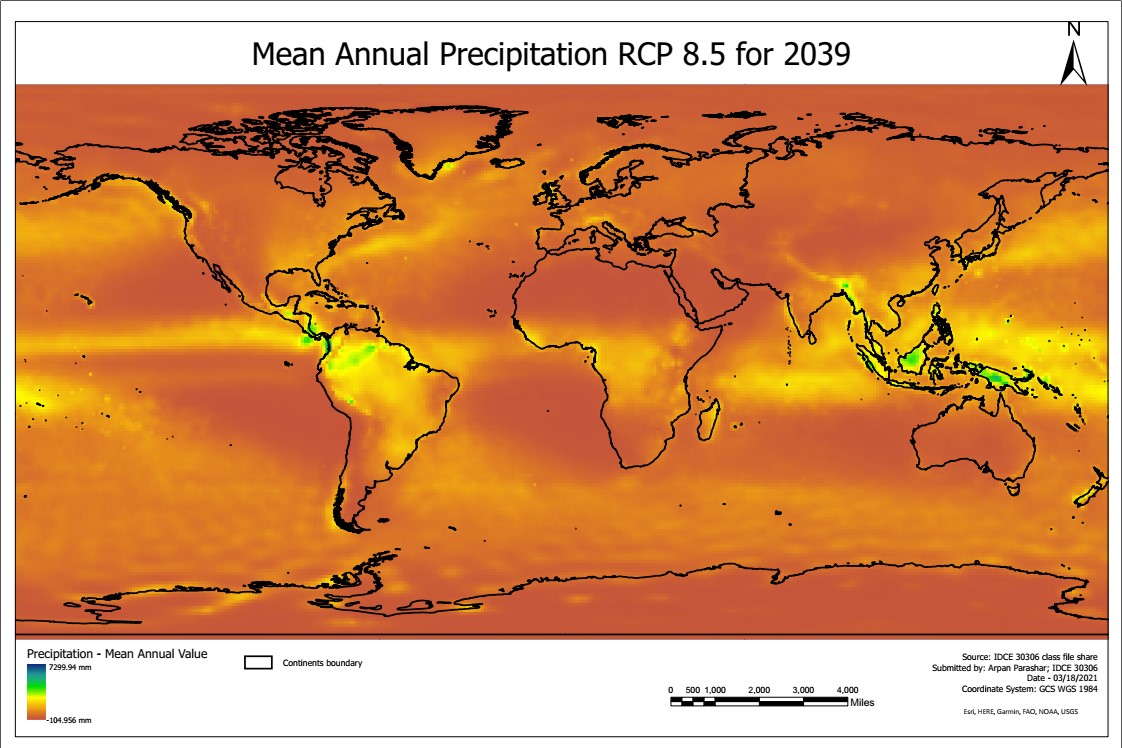 N
Mean Annual Precipitation RCP 8.5 for 2039
Precipitation - Mean Annual Value
7299.94 mm
-104.956 mm
Continents boundary
0 500 1,000 2,000 3,000 4,000
Miles
Source: IDCE 30306 class file share
Submitted by: Arpan Parashar; IDCE 30306
Date - 03/18/2021
Coordinate System: GCS WGS 1984
Esri, HERE, Garmin, FAO, NOAA, USGS